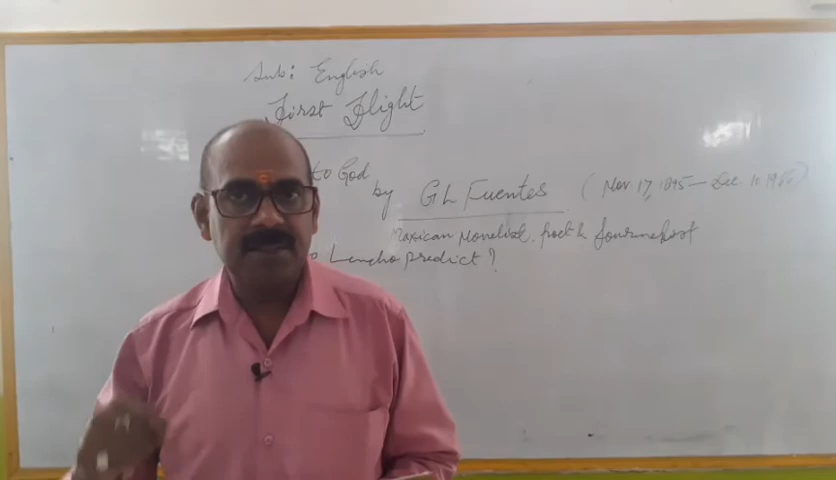 Sub: English
First Flight
to God
by G L Fuentes (Nov 17, 1895 — Dec. 10 1966)
Maxican Novelist, Poet & Journalist
Lencho predict?